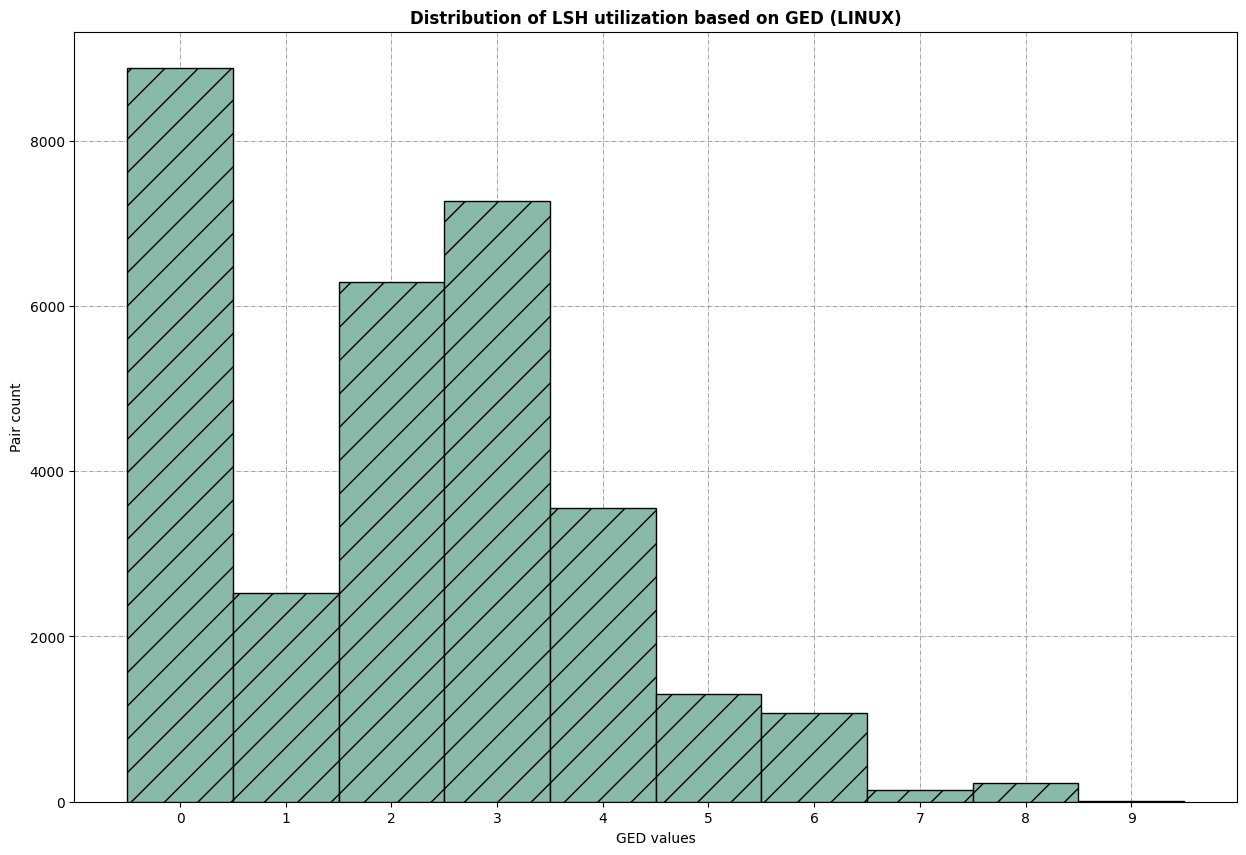 Distribution of LSH utilization based on GED (LINUX)
Pair count
8000
6000
4000
2000
0
0 1 2 3 4 5 6 7 8 9
GED values